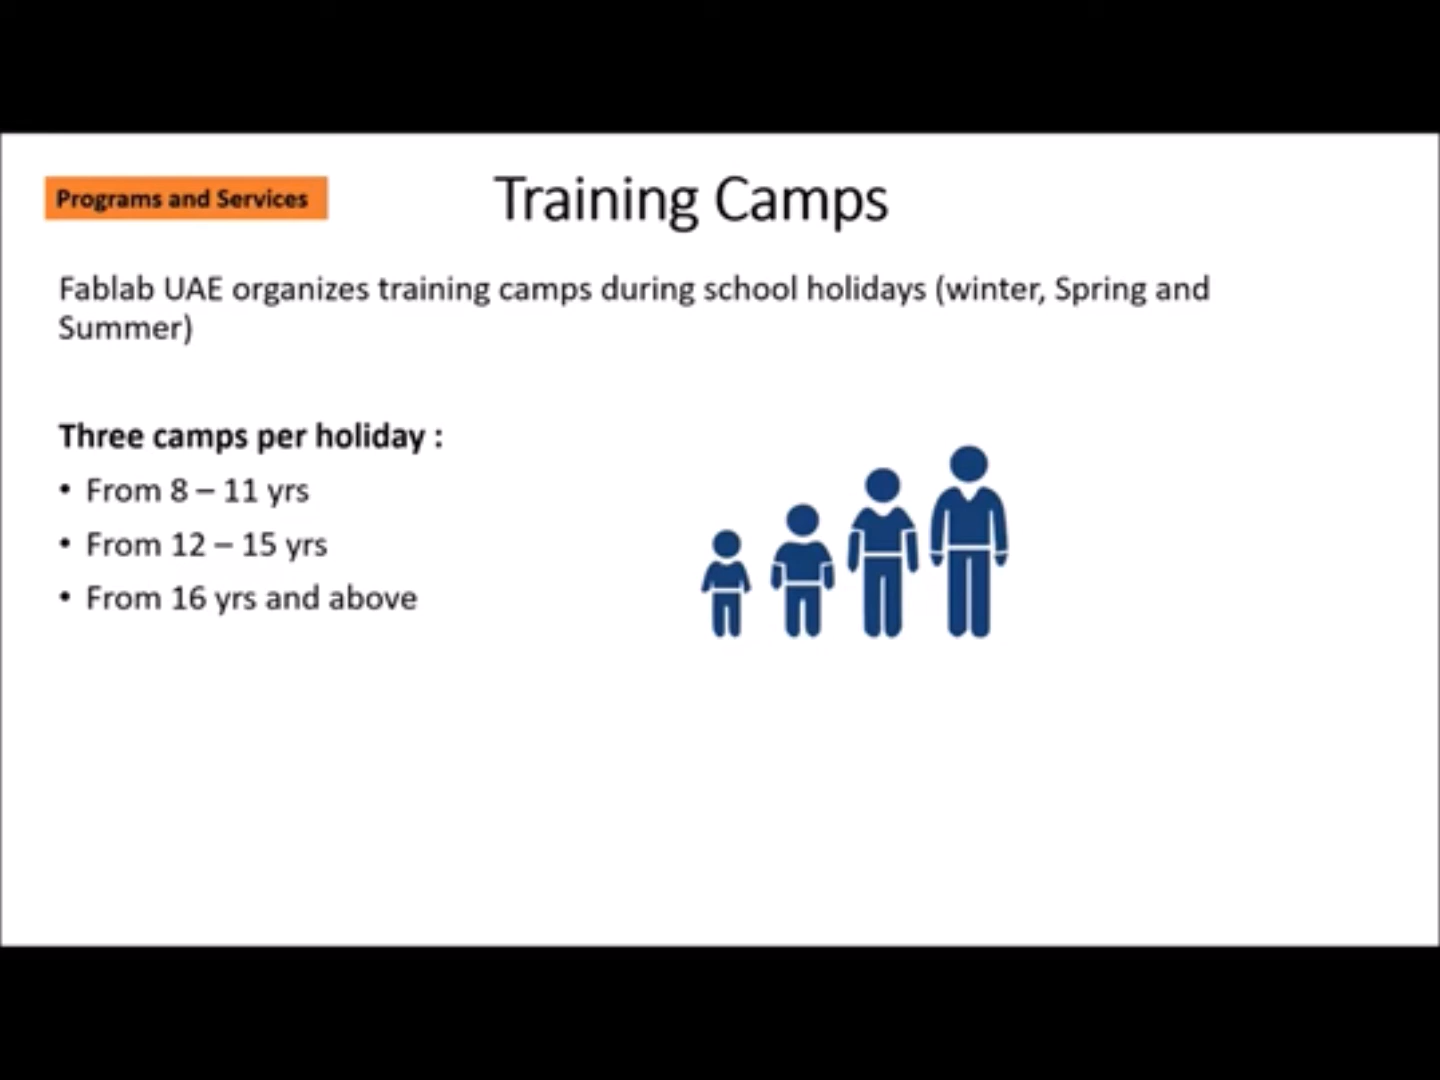 Programs and Services
Training Camps
Fablab UAE organizes training camps during school holidays (winter, Spring and
Summer)
Three camps per holiday :
• From 8 – 11 yrs
• From 12 – 15 yrs
• From 16 yrs and above